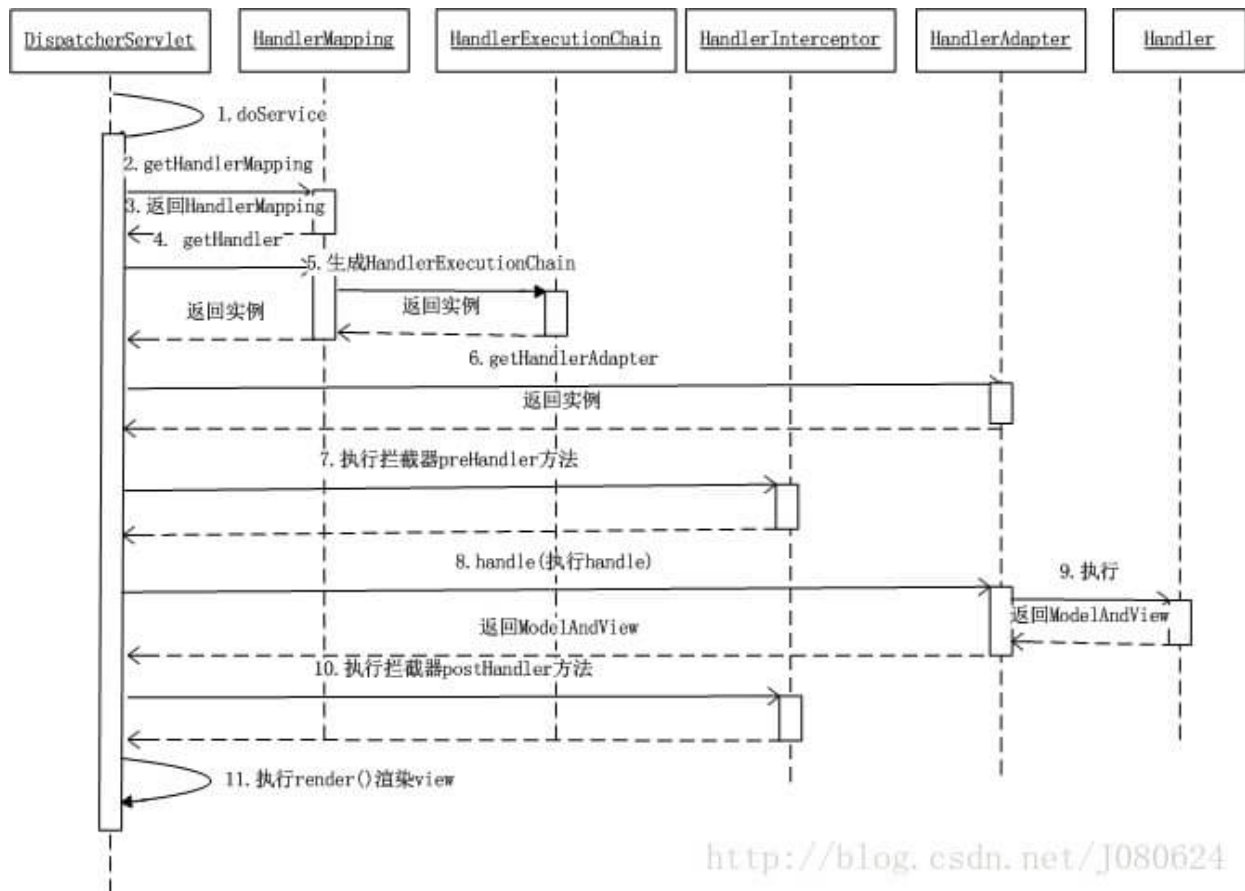 DispatcherServlet
HandlerMapping
HandlerExecutionChain
HandlerInterceptor
HandlerAdapter
Handler
1.doService
2.getHandlerMapping
3.返回HandlerMapping
4. getHandler
5.生成HandlerExecutionChain
返回实例
返回实例
6.getHandlerAdapter
返回实例
7.执行拦截器preHandler方法
8.handle(执行handle)
9.执行
返回ModelAndView
返回ModelAndView
10.执行拦截器postHandler方法
11.执行render()渲染view
http://blog.csdn.net/J080624